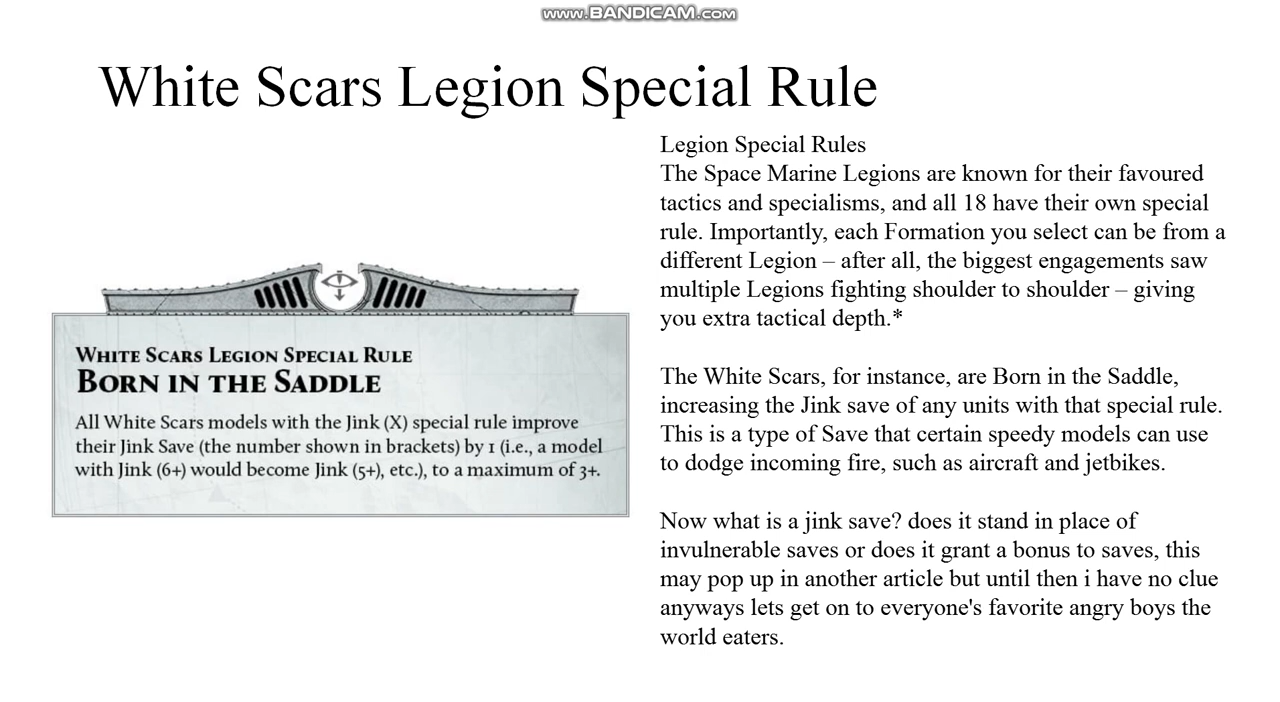 www.BANDICAM.com
White Scars Legion Special Rule
White Scars Legion Special Rule
Born in the Saddle
All White Scars models with the Jink (X) special rule improve
their Jink Save (the number shown in brackets) by 1 (i.e., a model
with Jink (6+) would become Jink (5+), etc.), to a maximum of 3+.
Legion Special Rules
The Space Marine Legions are known for their favoured
tactics and specialisms, and all 18 have their own special
rule. Importantly, each Formation you select can be from a
different Legion – after all, the biggest engagements saw
multiple Legions fighting shoulder to shoulder – giving
you extra tactical depth.*
The White Scars, for instance, are Born in the Saddle,
increasing the Jink save of any units with that special rule.
This is a type of Save that certain speedy models can use
to dodge incoming fire, such as aircraft and jetbikes.
Now what is a jink save? does it stand in place of
invulnerable saves or does it grant a bonus to saves, this
may pop up in another article but until then i have no clue
anyways lets get on to everyone's favorite angry boys the
world eaters.